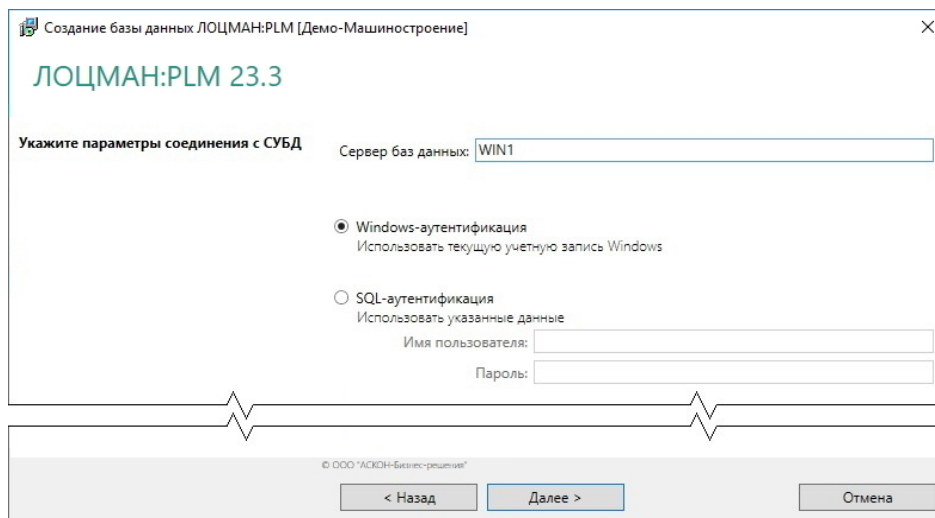 Создание базы данных ЛОЦМАН:PLM [Демо-Машиностроение]
ЛОЦМАН:PLM 23.3
Укажите параметры соединения с СУБД
Сервер баз данных: WIN1
Windows-аутентификация
Использовать текущую учетную запись Windows
SQL-аутентификация
Использовать указанные данные
Имя пользователя:
Пароль:
© ООО "АСКОН-Бизнес-решения"
< Назад Далее > Отмена